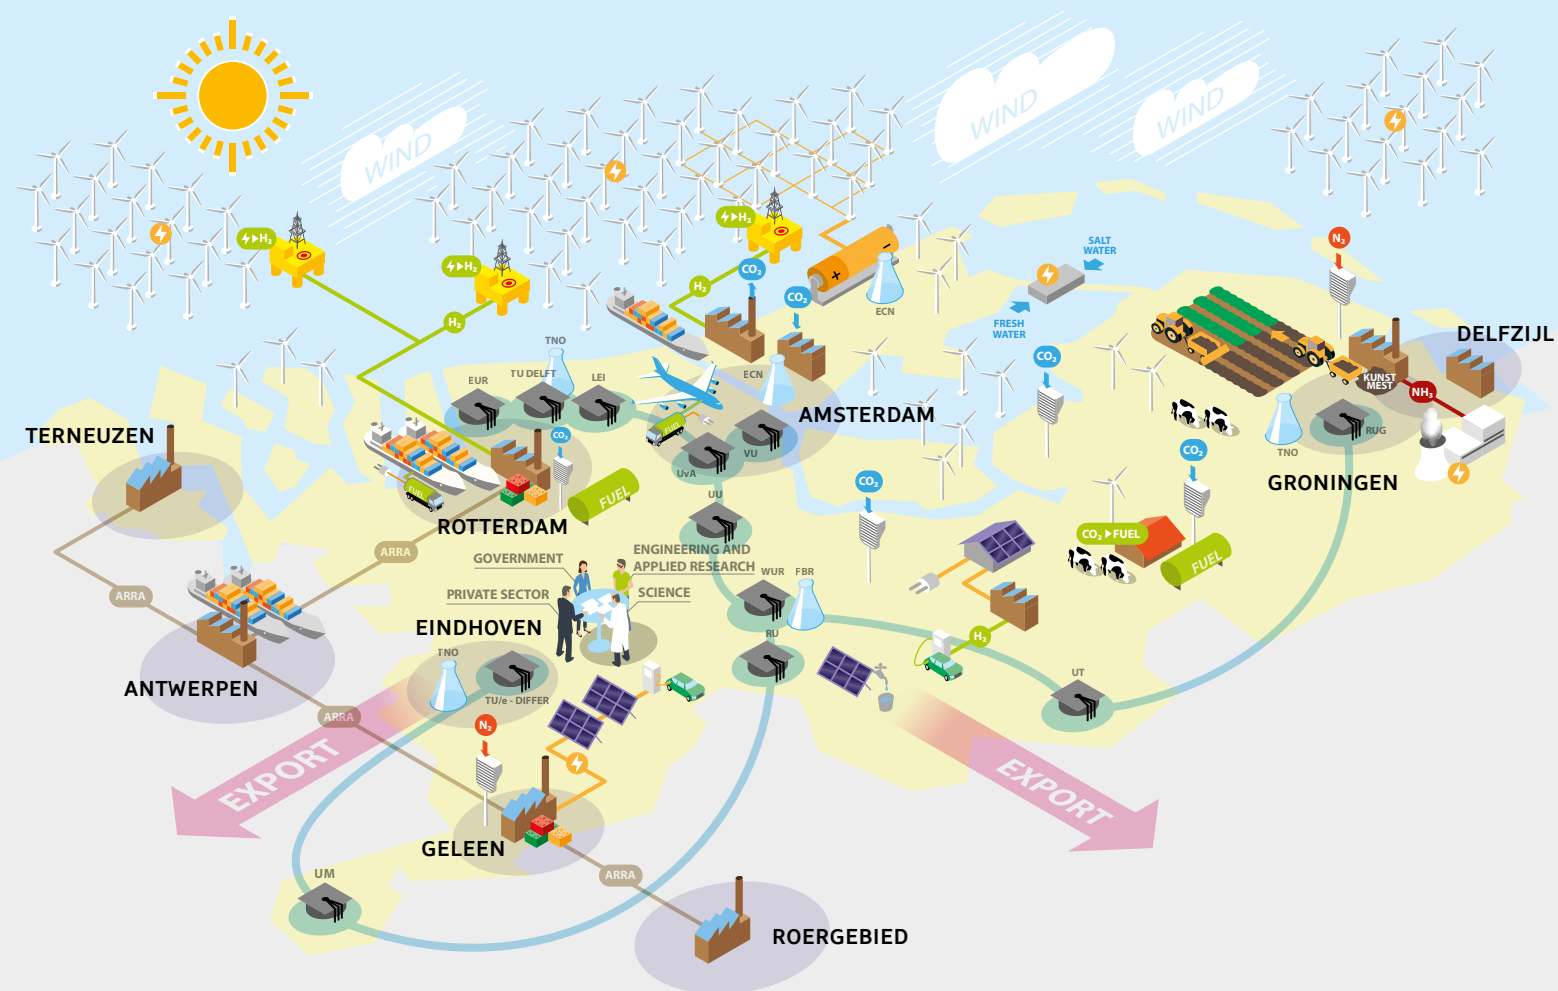 WIND
WIND
WIND
H₂
H₂
H₂
H₂
H₂
CO₂
CO₂
ECN
SALT
WATER
FRESH
WATER
N₂
DELFZIJL
KUNST
MEST
NH₃
RUG
TNO
GRONINGEN
TNO
TU DELFT
EUR
LEI
ECN
AMSTERDAM
FUEL
VU
UvA
TERNEUZEN
CO₂
FUEL
FUEL
ROTTERDAM
UU
CO₂
CO₂
CO₂
CO₂ FUEL
FUEL
ARRA
ARRA
GOVERNMENT
ENGINEERING AND
APPLIED RESEARCH
PRIVATE SECTOR
SCIENCE
WUR
FBR
RU
H₂
EINDHOVEN
TNO
TU/e - DIFFER
ANTWERPEN
UT
ARRA
N₂
EXPORT
EXPORT
GELEEN
UM
ARRA
ROERGEBIED